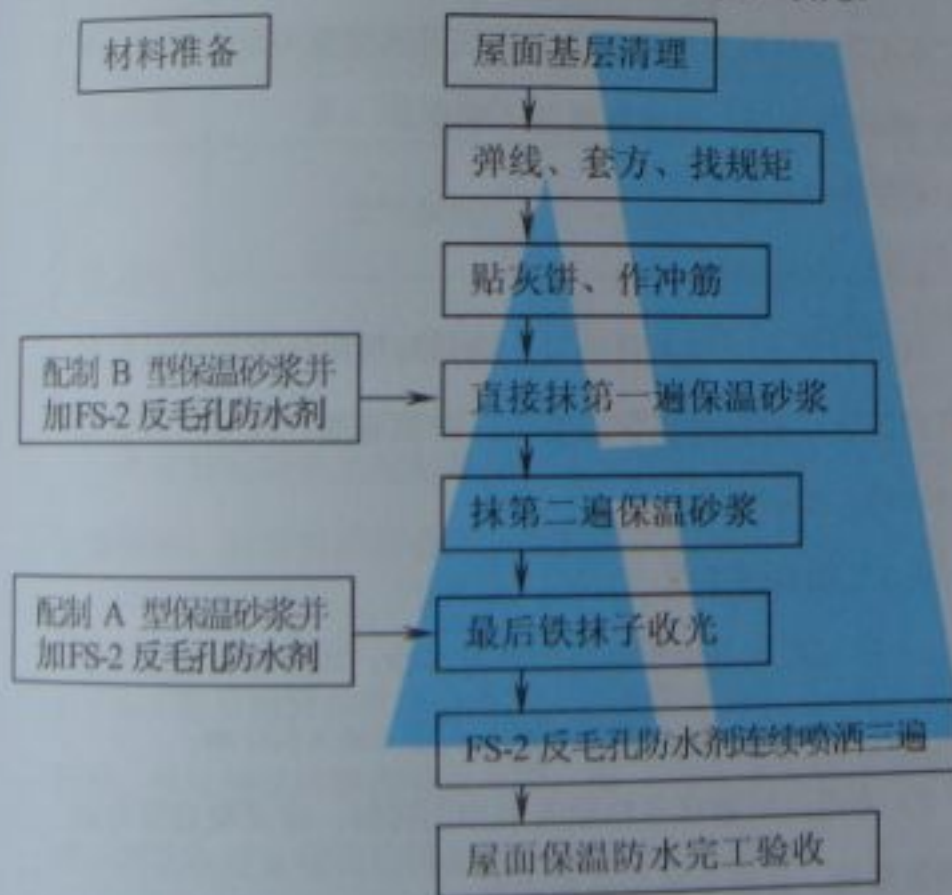 材料准备
屋面基层清理
弹线、套方、找规矩
贴灰饼、作冲筋
配制 B 型保温砂浆并
加FS-2 反毛孔防水剂
直接抹第一遍保温砂浆
抹第二遍保温砂浆
配制 A 型保温砂浆并
加FS-2 反毛孔防水剂
最后铁抹子收光
FS-2 反毛孔防水剂连续喷洒三遍
屋面保温防水完工验收